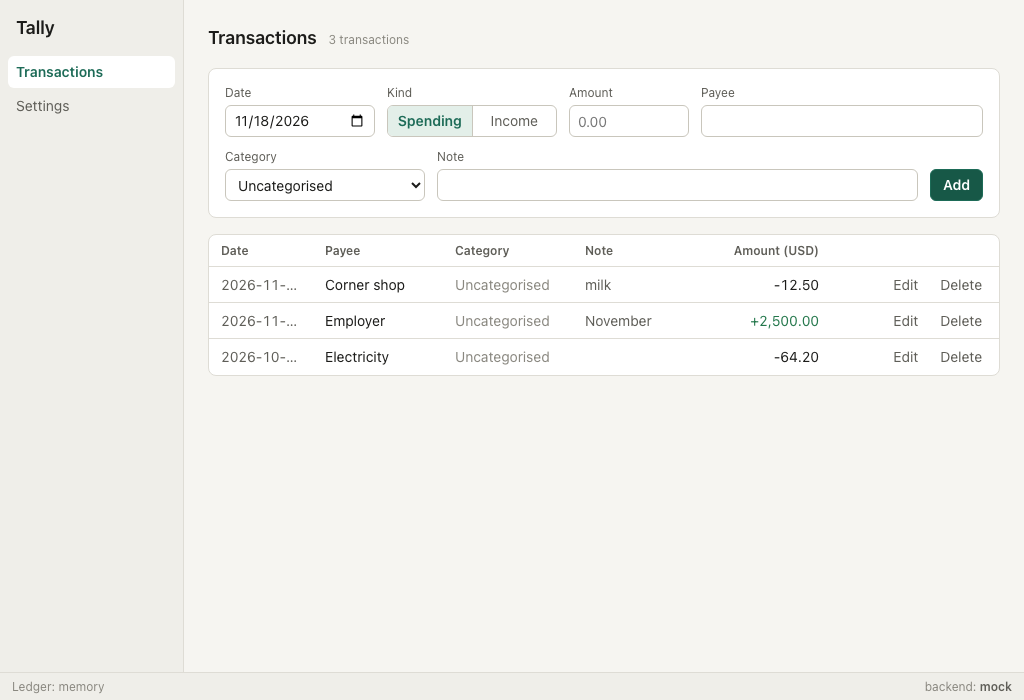 Tally
Transactions
Settings
Transactions 3 transactions
Date Kind Amount Payee
11/18/2026 Spending Income 0.00
Category Note
Uncategorised Add
Date Payee Category Note Amount (USD)
2026-11-... Corner shop Uncategorised milk -12.50 Edit Delete
2026-11-... Employer Uncategorised November +2,500.00 Edit Delete
2026-10-... Electricity Uncategorised -64.20 Edit Delete
Ledger: memory backend: mock